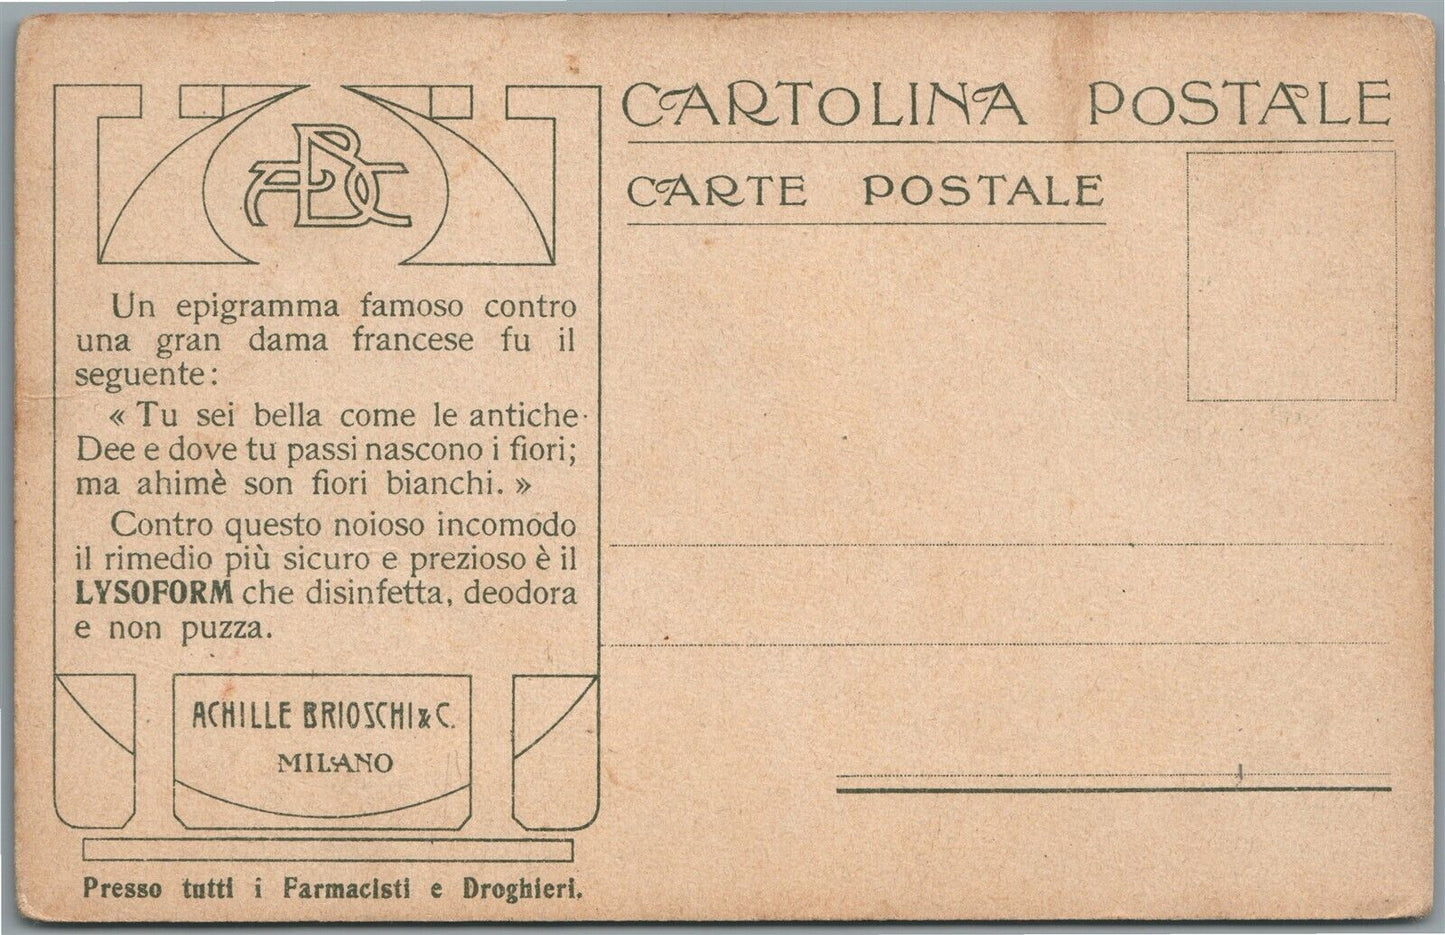 ABC
Un epigramma famoso contro
una gran dama francese fu il
seguente:
« Tu sei bella come le antiche
Dee e dove tu passi nascono i fiori;
ma ahimè son fiori bianchi. »
Contro questo noioso incomodo
il rimedio più sicuro e prezioso è il
LYSOFORM che disinfetta, deodora
e non puzza.
ACHILLE BRIOSCHI & C.
MILANO
Presso tutti i Farmacisti e Droghieri.
CARTOLINA POSTALE
CARTE POSTALE